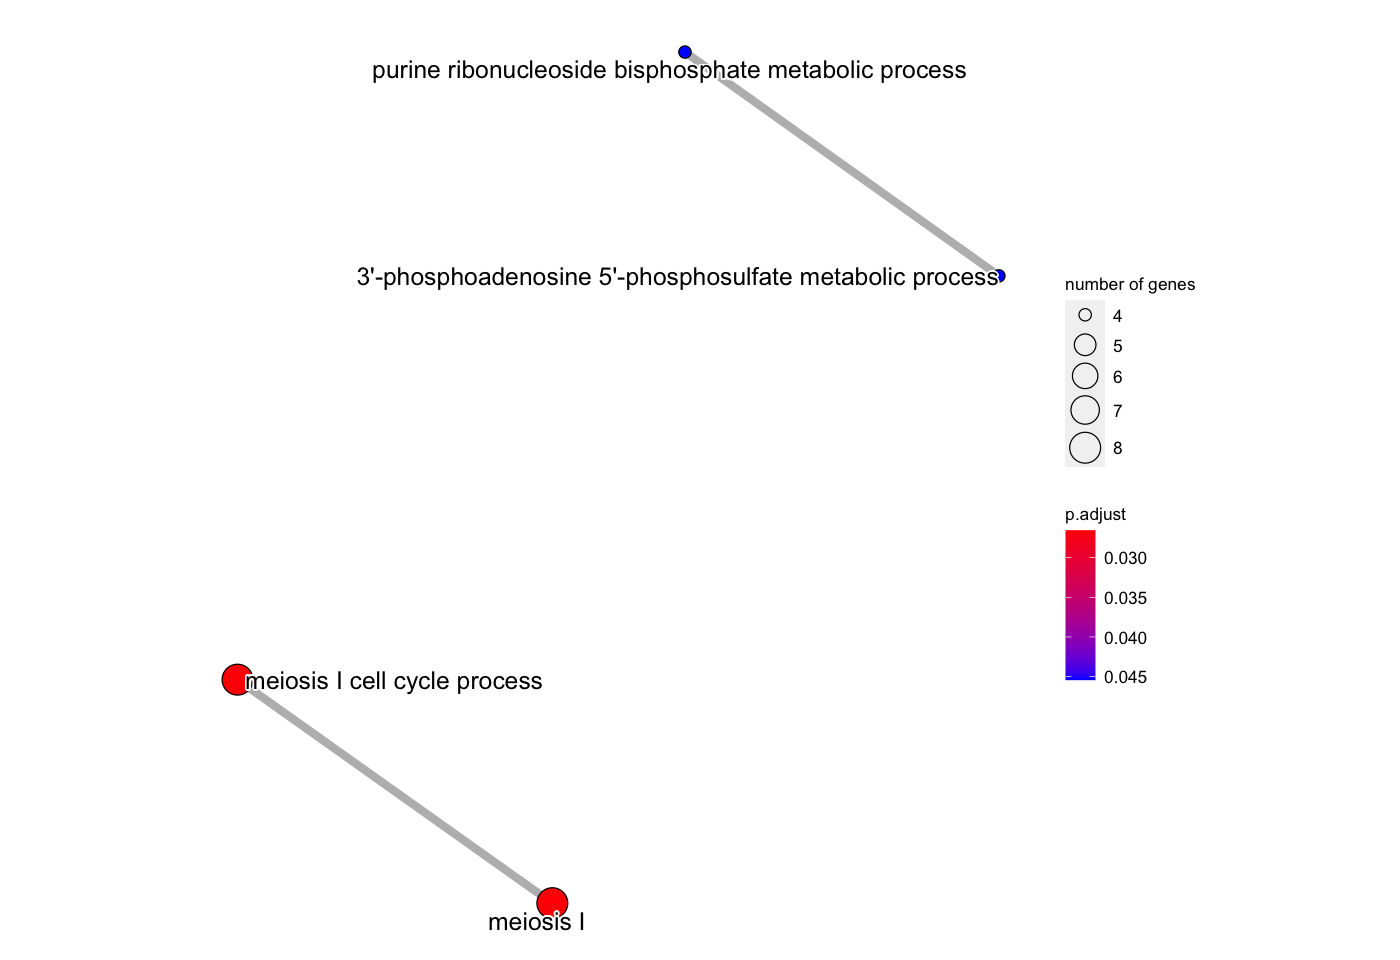 purine ribonucleoside bisphosphate metabolic process
3'-phosphoadenosine 5'-phosphosulfate metabolic process
number of genes
4
5
6
7
8
p.adjust
0.030
0.035
0.040
0.045
meiosis I cell cycle process
meiosis I